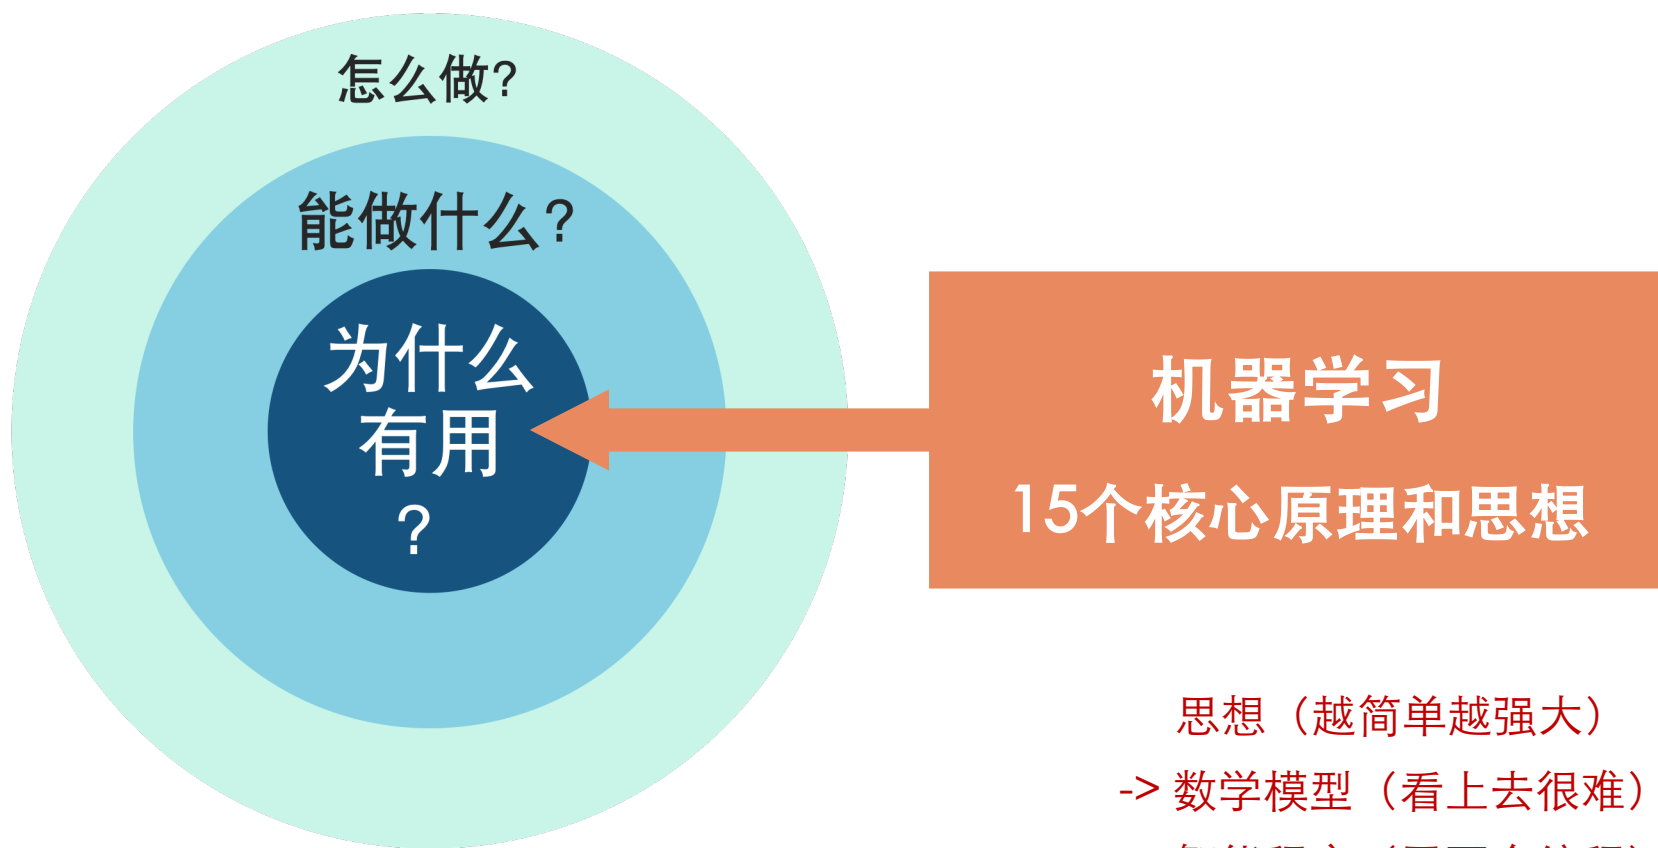 怎么做?
能做什么?
为什么
有用
?
机器学习
15个核心原理和思想
思想（越简单越强大）
-> 数学模型（看上去很难）